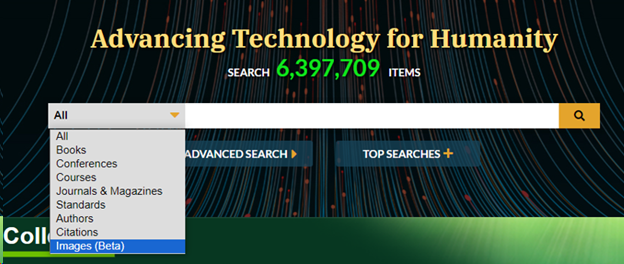 Advancing Technology for Humanity
SEARCH 6,397,709 ITEMS
All
All
Books
Conferences
Courses
Journals & Magazines
Standards
Authors
Citations
Images (Beta)
ADVANCED SEARCH
TOP SEARCHES +